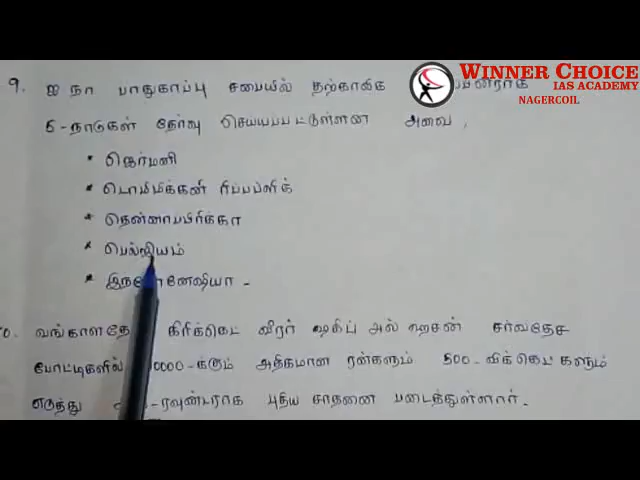 WINNER CHOICE
IAS ACADEMY
NAGERCOIL
9. ஐ நா பாதுகாப்பு சபையில் தற்காலிக
5-நாடுகள் தேர்வு செய்யப்பட்டுள்ளன அவை,
* ஜெர்மனி
* டொமினிக்கன் ரிப்பப்ளிக்
* தென்னாப்பிரிக்கா
* பெல்ஜியம்
* இந்தோனேஷியா -
வங்காளதே கிரிக்கெட் வீரர் ஷகிப் அல் ஹசன் சர்வதேச
போட்டிகளில் 0000-க்கும் அதிகமான ரன்களும் 500-விக்கெட்களும்
எடுத்து -ரவுண்டராக புதிய சாதனை படைத்துள்ளார்.